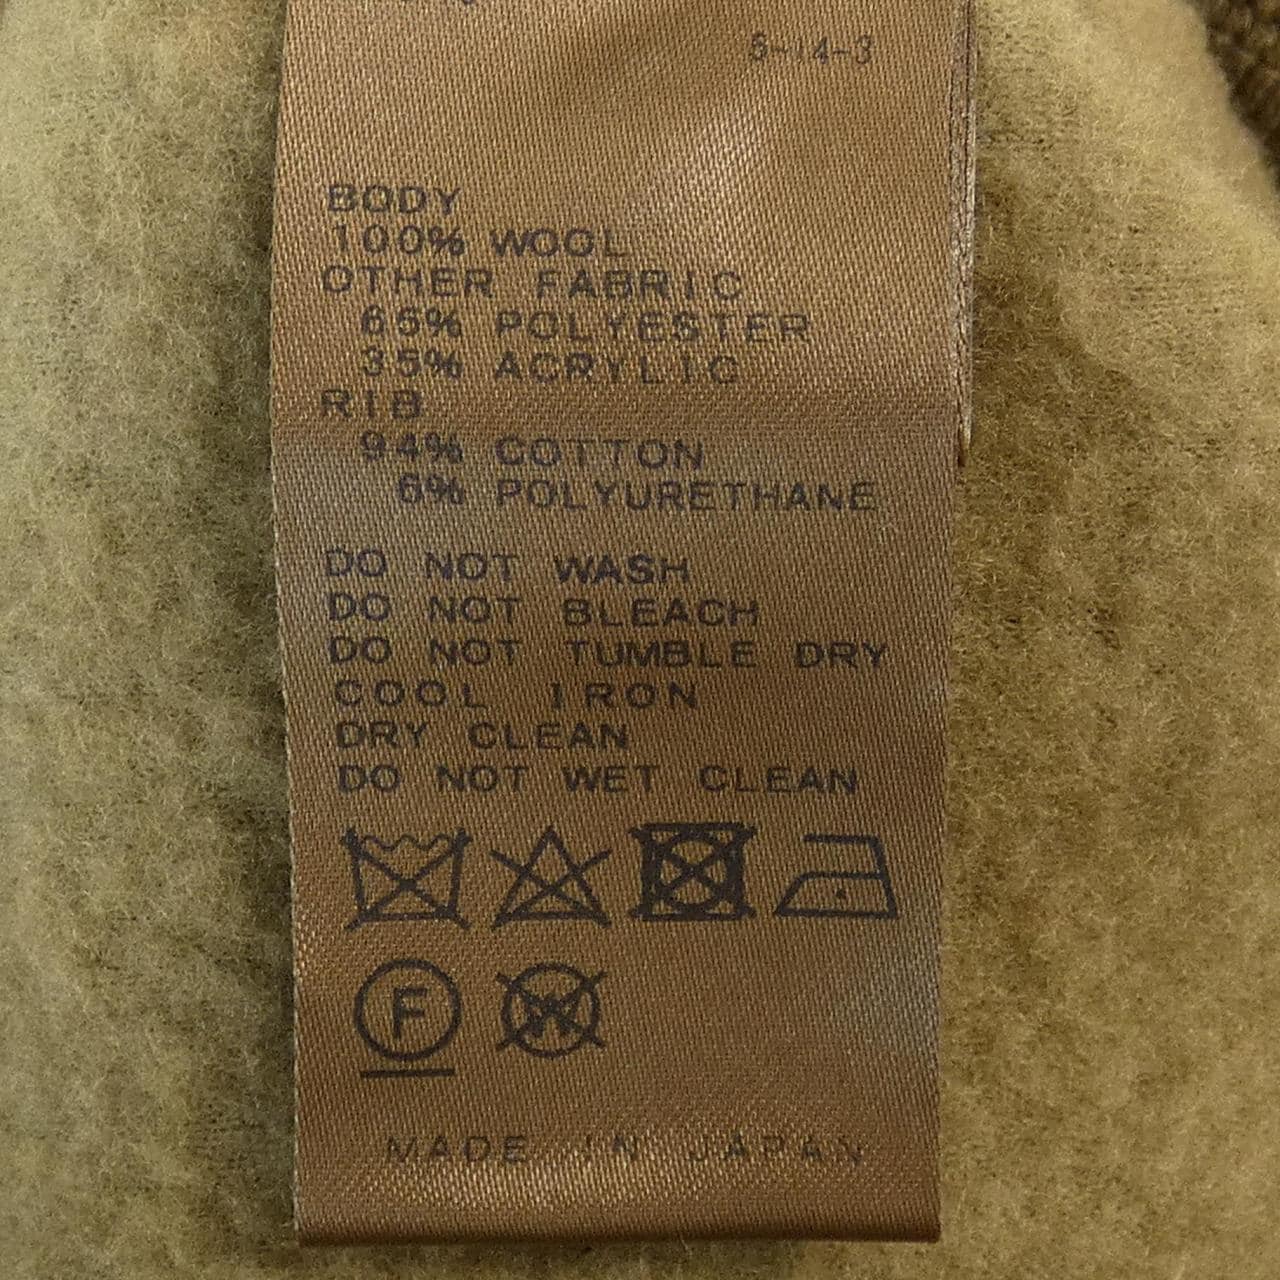 5-14-3
BODY
100% WOOL
OTHER FABRIC
65% POLYESTER
35% ACRYLIC
RIB
94% COTTON
6% POLYURETHANE
DO NOT WASH
DO NOT BLEACH
DO NOT TUMBLE DRY
COOL IRON
DRY CLEAN
DO NOT WET CLEAN
F W
MADE IN JAPAN